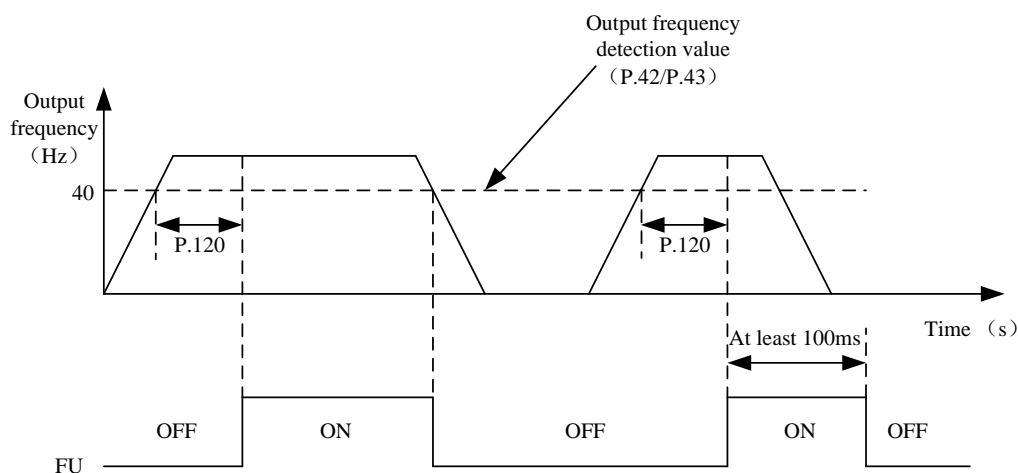 Output frequency
detection value
（P.42/P.43）
Output
frequency
（Hz）
40
P.120
P.120
Time （s）
At least 100ms
OFF
ON
OFF
ON
OFF
FU